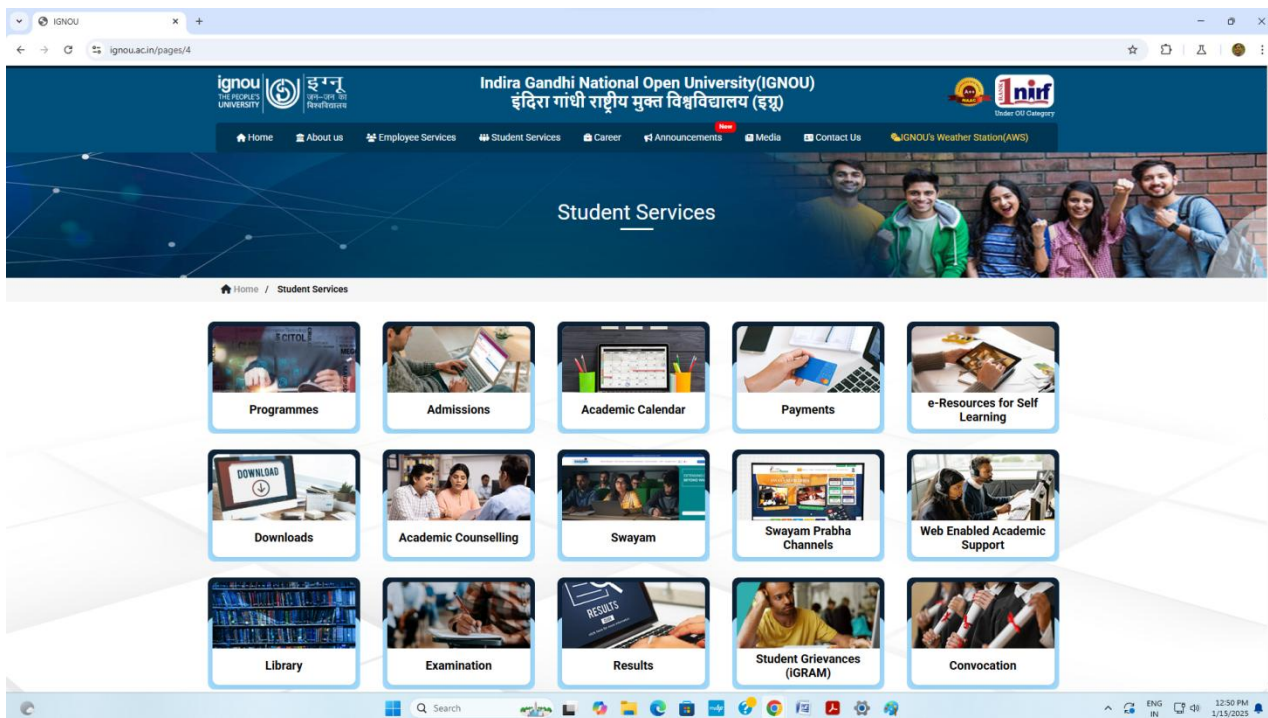 IGNOU
ignou.ac.in/pages/4
ignou
THE PEOPLE'S
UNIVERSITY
इग्नू
जन-जन का
विश्वविद्यालय
Indira Gandhi National Open University(IGNOU)
इंदिरा गांधी राष्ट्रीय मुक्त विश्वविद्यालय (इग्नू)
A++
NAAC
RANK
1
nirf
Under OU Category
New
Home About us Employee Services Student Services Career Announcements Media Contact Us IGNOU's Weather Station(AWS)
Student Services
Home / Student Services
CITOL
Programmes
Admissions
Academic Calendar
Payments
e-Resources for Self
Learning
DOWNLOAD
Downloads
Academic Counselling
Swayam
Swayam Prabha
Channels
Web Enabled Academic
Support
Library
Examination
RESULTS
Results
Student Grievances
(iGRAM)
Convocation
Search
ENG
IN
12:50 PM
1/15/2025